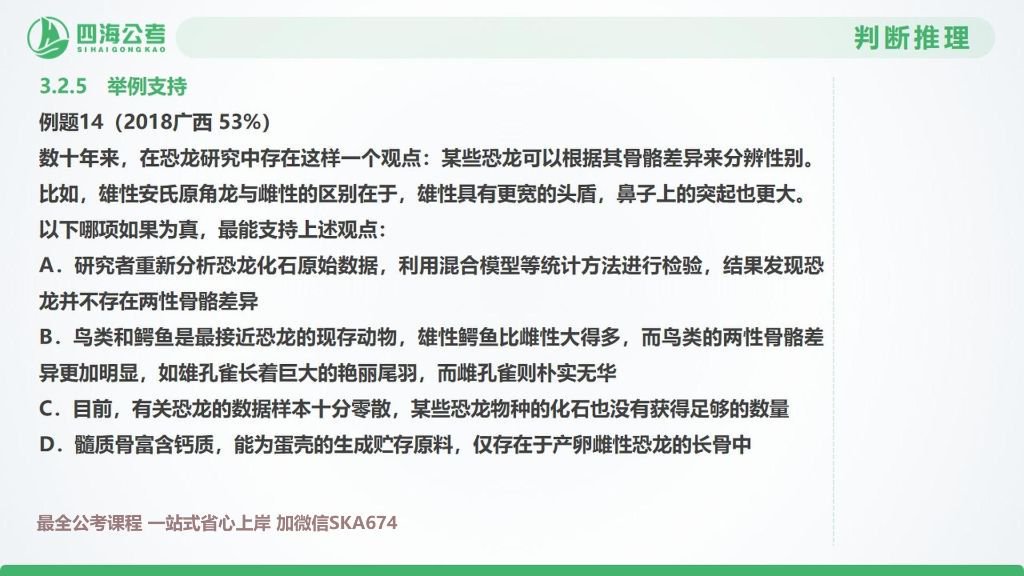 四海公考
SIHAIGONGKAO
判断推理
3.2.5 举例支持
例题14（2018广西 53%）
数十年来，在恐龙研究中存在这样一个观点：某些恐龙可以根据其骨骼差异来分辨性别。
比如，雄性安氏原角龙与雌性的区别在于，雄性具有更宽的头盾，鼻子上的突起也更大。
以下哪项如果为真，最能支持上述观点：
A．研究者重新分析恐龙化石原始数据，利用混合模型等统计方法进行检验，结果发现恐
龙并不存在两性骨骼差异
B．鸟类和鳄鱼是最接近恐龙的现存动物，雄性鳄鱼比雌性大得多，而鸟类的两性骨骼差
异更加明显，如雄孔雀长着巨大的艳丽尾羽，而雌孔雀则朴实无华
C．目前，有关恐龙的数据样本十分零散，某些恐龙物种的化石也没有获得足够的数量
D．髓质骨富含钙质，能为蛋壳的生成贮存原料，仅存在于产卵雌性恐龙的长骨中
最全公考课程 一站式省心上岸 加微信SKA674